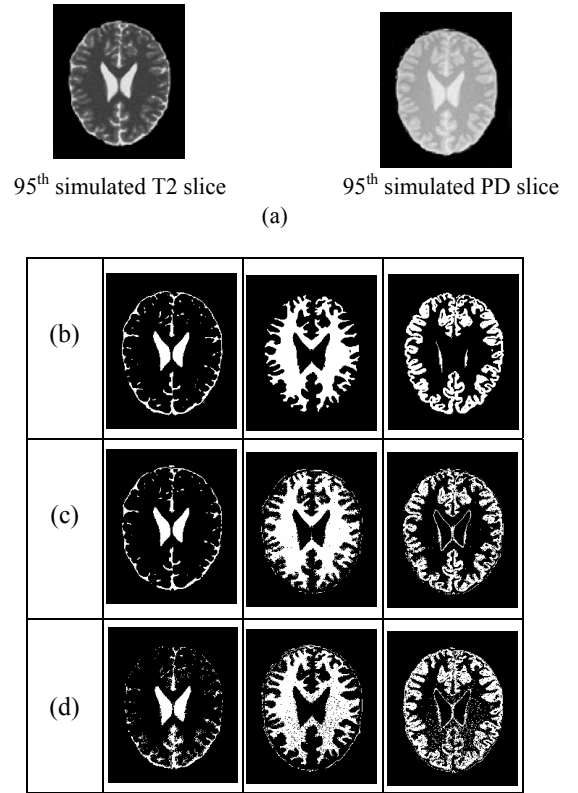 95th simulated T2 slice
95th simulated PD slice
(a)
(b)
(c)
(d)